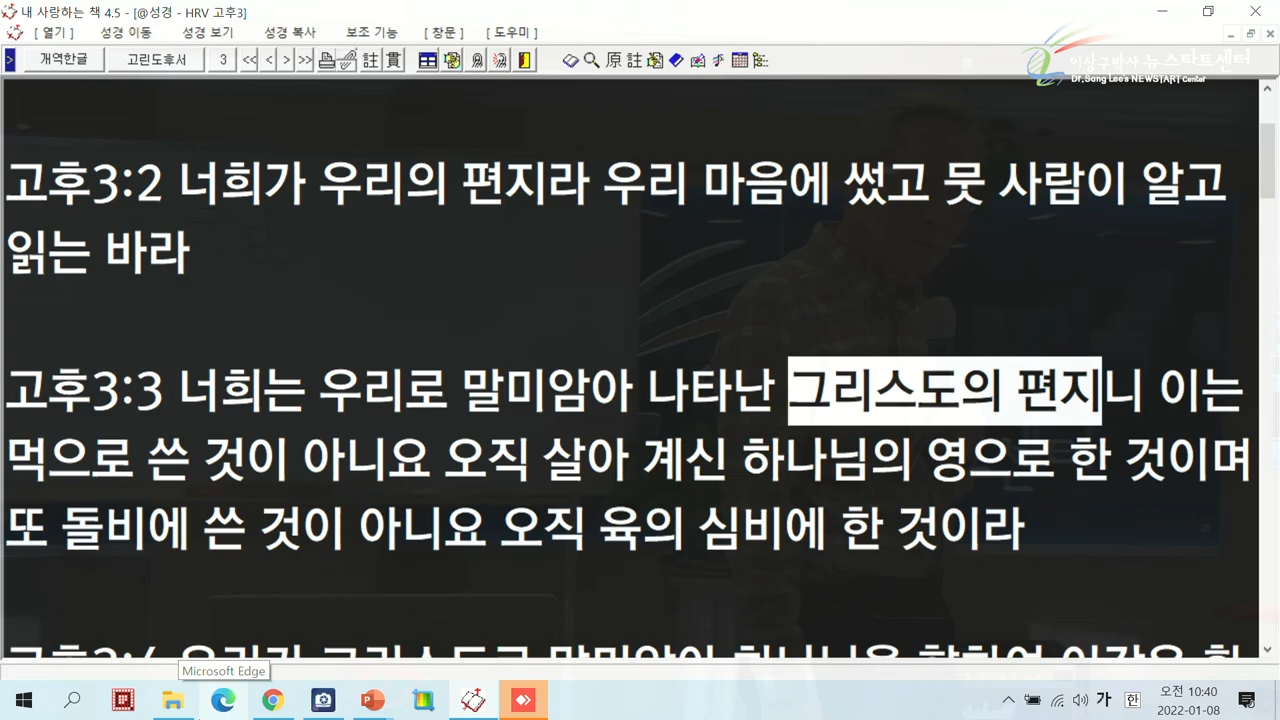 내 사랑하는 책 4.5 - [@성경 - HRV 고후3]
[ 열기 ] 성경 이동 성경 보기 성경 복사 보조 기능 [ 창문 ] [ 도우미 ]
> 개역한글 고린도후서 3 << < > >> 註 貫 原 註
이상구박사 뉴스타트센터
Dr.Sang Lee's NEWSTART Center
고후3:2 너희가 우리의 편지라 우리 마음에 썼고 뭇 사람이 알고
읽는 바라
고후3:3 너희는 우리로 말미암아 나타난 그리스도의 편지니 이는
먹으로 쓴 것이 아니요 오직 살아 계신 하나님의 영으로 한 것이며
또 돌비에 쓴 것이 아니요 오직 육의 심비에 한 것이라
Microsoft Edge
가 한 오전 10:40
2022-01-08